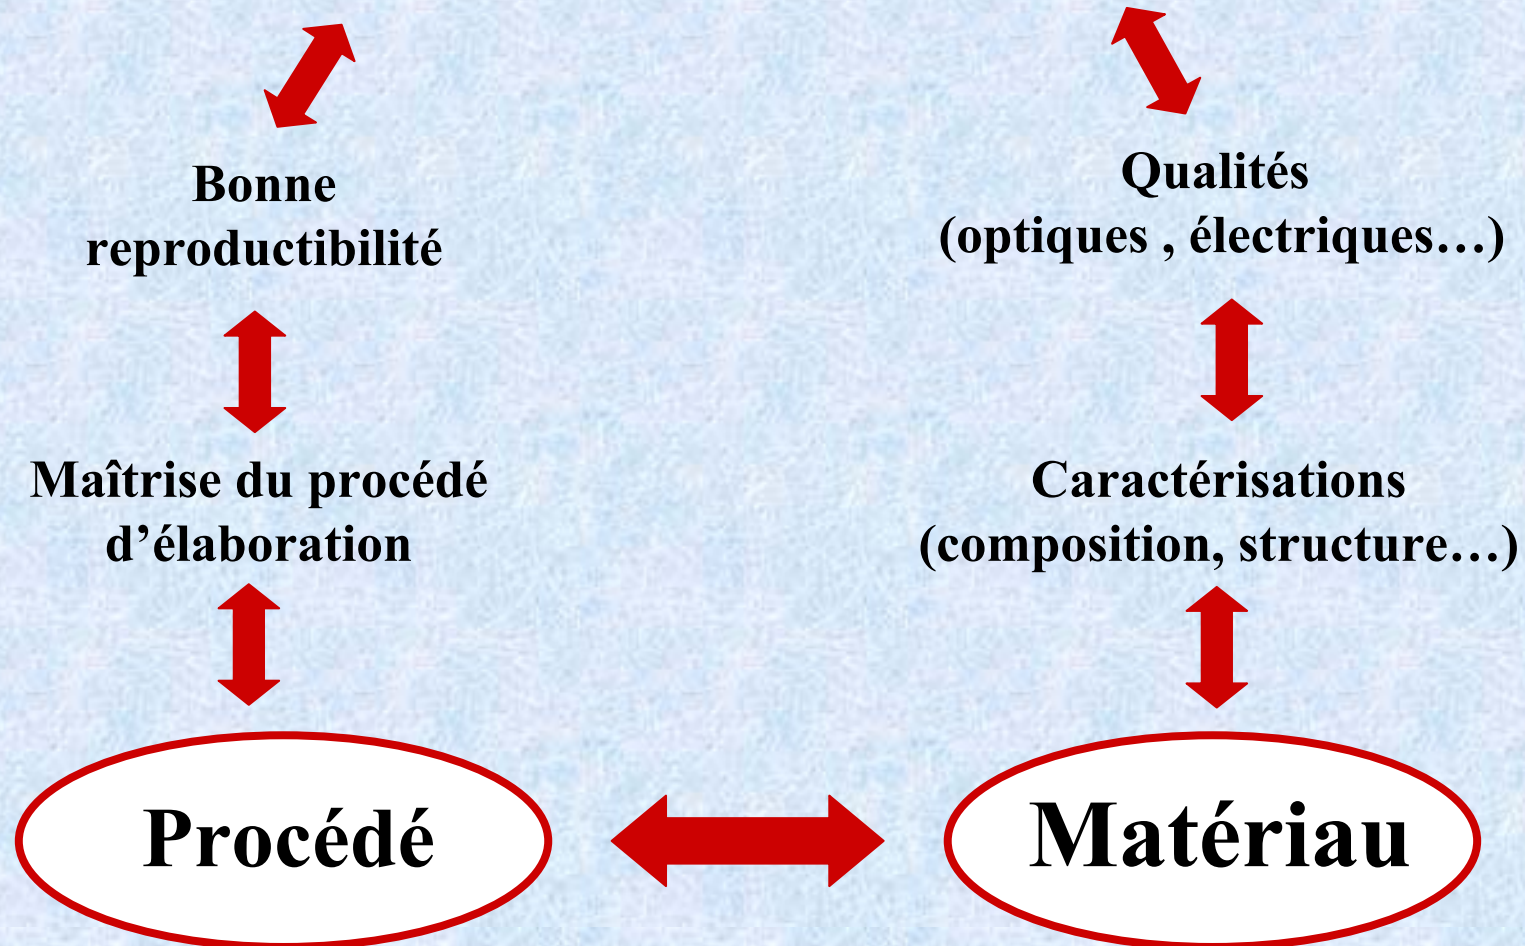 Bonne
reproductibilité
Qualités
(optiques , électriques…)
Maîtrise du procédé
d’élaboration
Caractérisations
(composition, structure…)
Procédé
Matériau